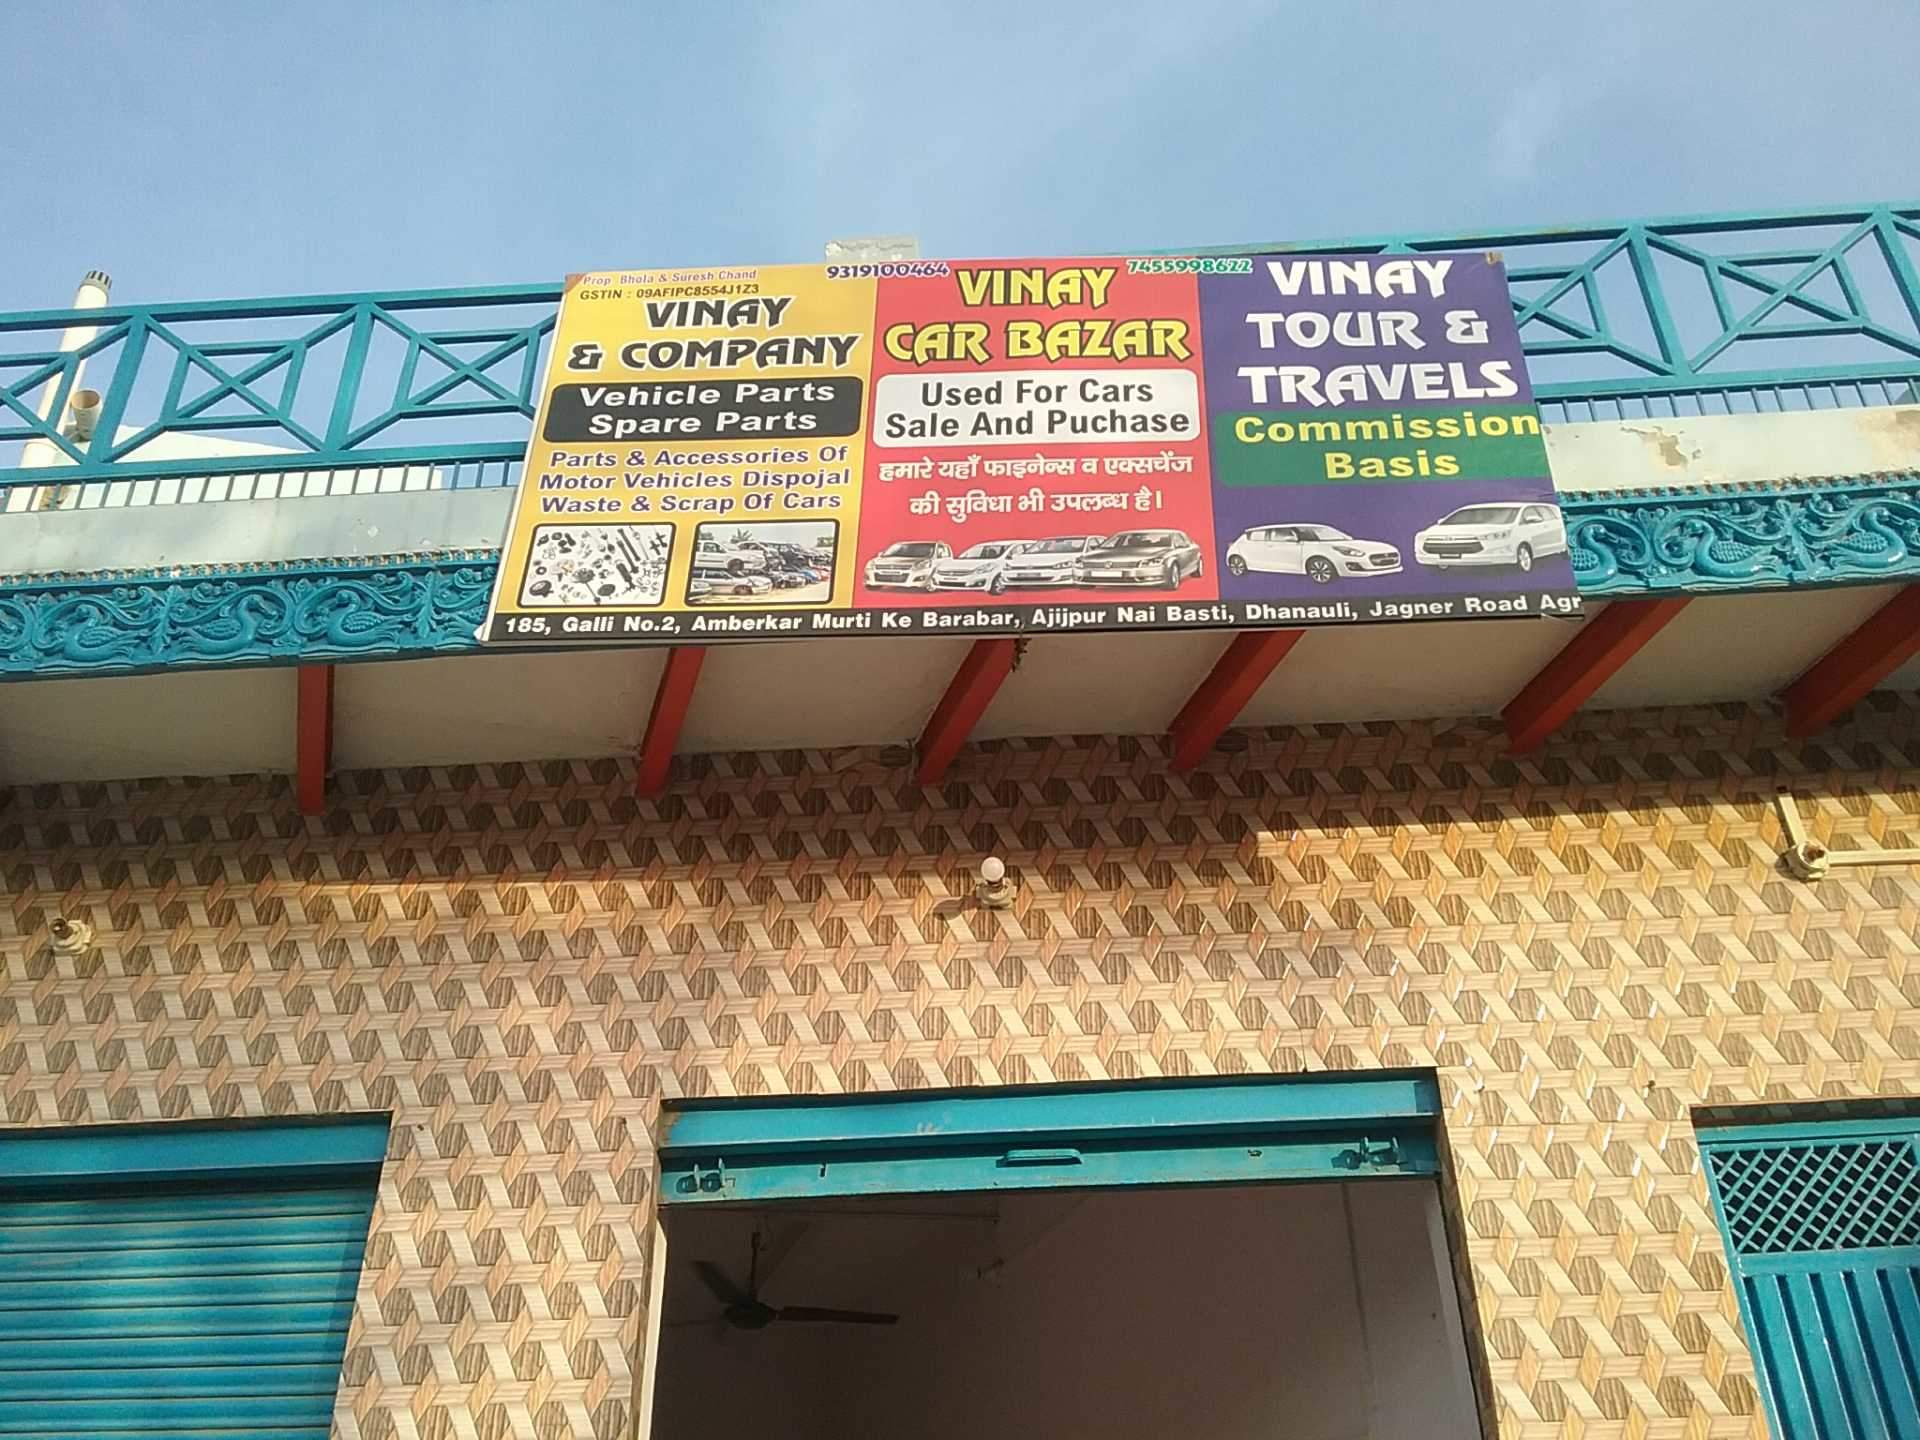 Prop. Bhola & Suresh Chand
GSTIN : 09AFIPC8554J1Z3
VINAY
& COMPANY
Vehicle Parts
Spare Parts
Parts & Accessories Of
Motor Vehicles Dispojal
Waste & Scrap Of Cars
9319100464
7455998622
VINAY
CAR BAZAR
Used For Cars
Sale And Puchase
हमारे यहाँ फाइनेन्स व एक्सचेंज
की सुविधा भी उपलब्ध है।
VINAY
TOUR &
TRAVELS
Commission
Basis
185, Galli No.2, Amberkar Murti Ke Barabar, Ajijpur Nai Basti, Dhanauli, Jagner Road Agr